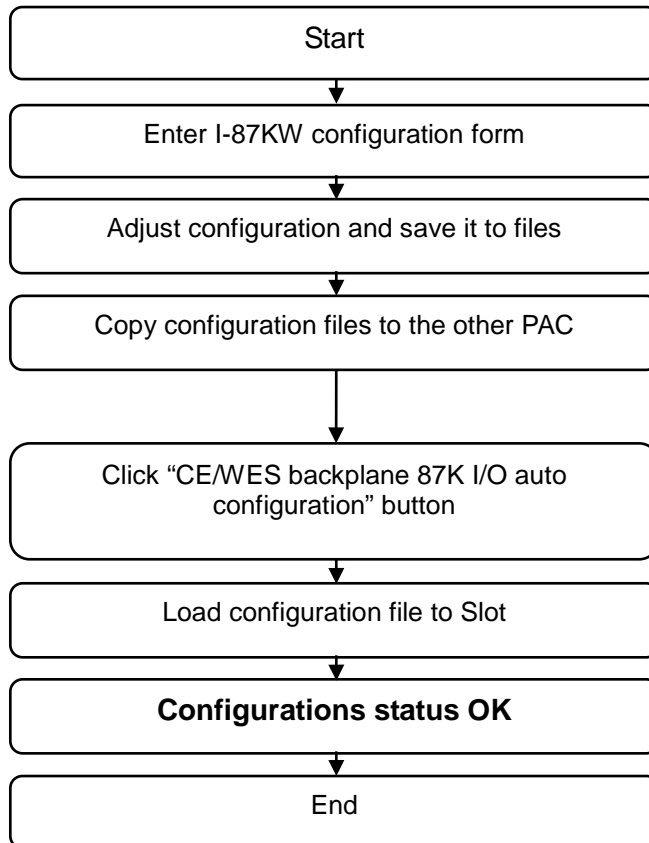 Start
Enter I-87KW configuration form
Adjust configuration and save it to files
Copy configuration files to the other PAC
Click “CE/WES backplane 87K I/O auto
configuration” button
Load configuration file to Slot
Configurations status OK
End